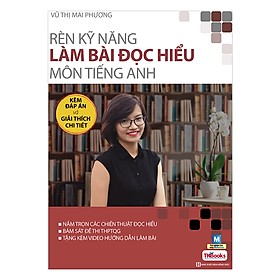 VŨ THỊ MAI PHƯƠNG
RÈN KỸ NĂNG
LÀM BÀI ĐỌC HIỂU
MÔN TIẾNG ANH
KÈM
ĐÁP ÁN
và
GIẢI THÍCH
CHI TIẾT
NẮM TRỌN CÁC CHIẾN THUẬT ĐỌC HIỂU
BÁM SÁT ĐỀ THI THPTQG
TẶNG KÈM VIDEO HƯỚNG DẪN LÀM BÀI
MCBooks